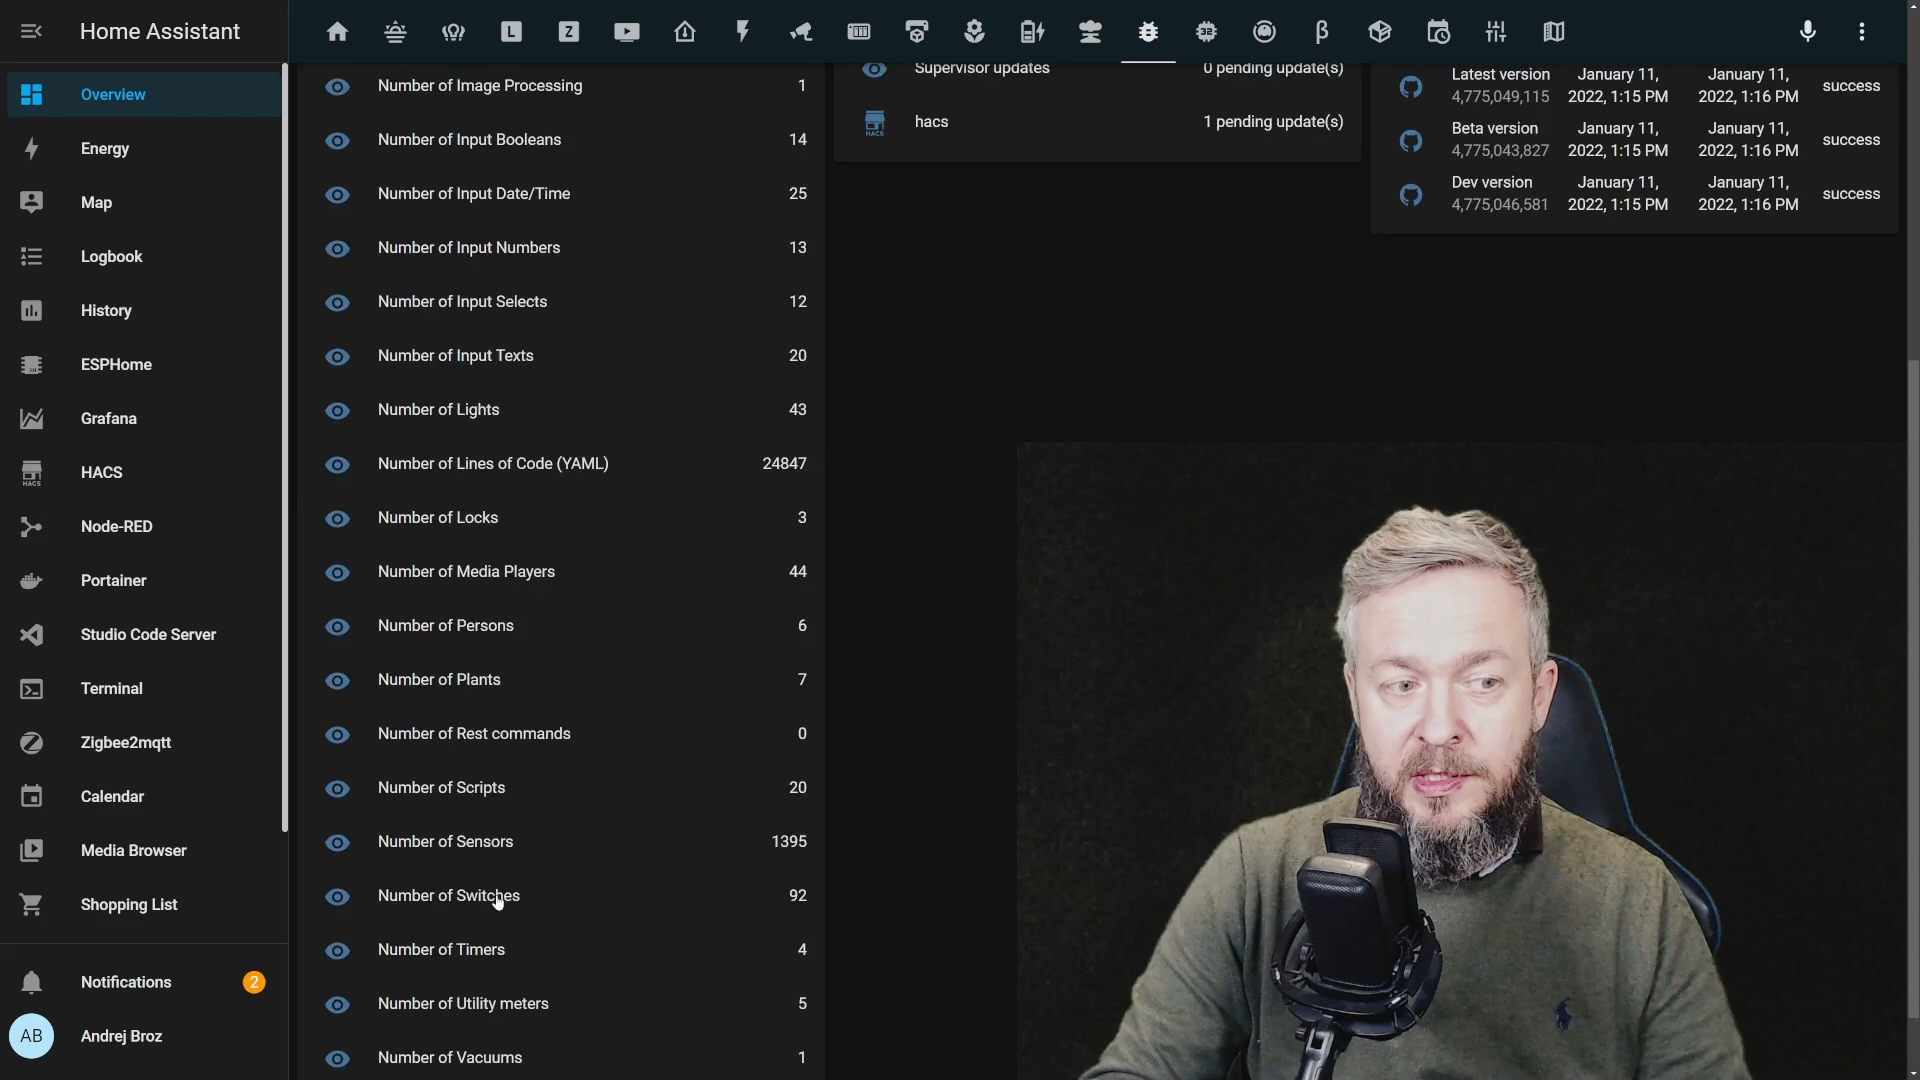 Home Assistant
L
Z
32
β
Overview
Energy
Map
Logbook
History
ESPHome
Grafana
HACS
HACS
Node-RED
Portainer
Studio Code Server
Terminal
Zigbee2mqtt
Calendar
Media Browser
Shopping List
Notifications 2
AB Andrej Broz
Number of Image Processing 1
Number of Input Booleans 14
Number of Input Date/Time 25
Number of Input Numbers 13
Number of Input Selects 12
Number of Input Texts 20
Number of Lights 43
Number of Lines of Code (YAML) 24847
Number of Locks 3
Number of Media Players 44
Number of Persons 6
Number of Plants 7
Number of Rest commands 0
Number of Scripts 20
Number of Sensors 1395
Number of Switches 92
Number of Timers 4
Number of Utility meters 5
Number of Vacuums 1
Supervisor updates 0 pending update(s)
HACS hacs 1 pending update(s)
Latest version January 11, January 11, success
4,775,049,115 2022, 1:15 PM 2022, 1:16 PM
Beta version January 11, January 11, success
4,775,043,827 2022, 1:15 PM 2022, 1:16 PM
Dev version January 11, January 11, success
4,775,046,581 2022, 1:15 PM 2022, 1:16 PM